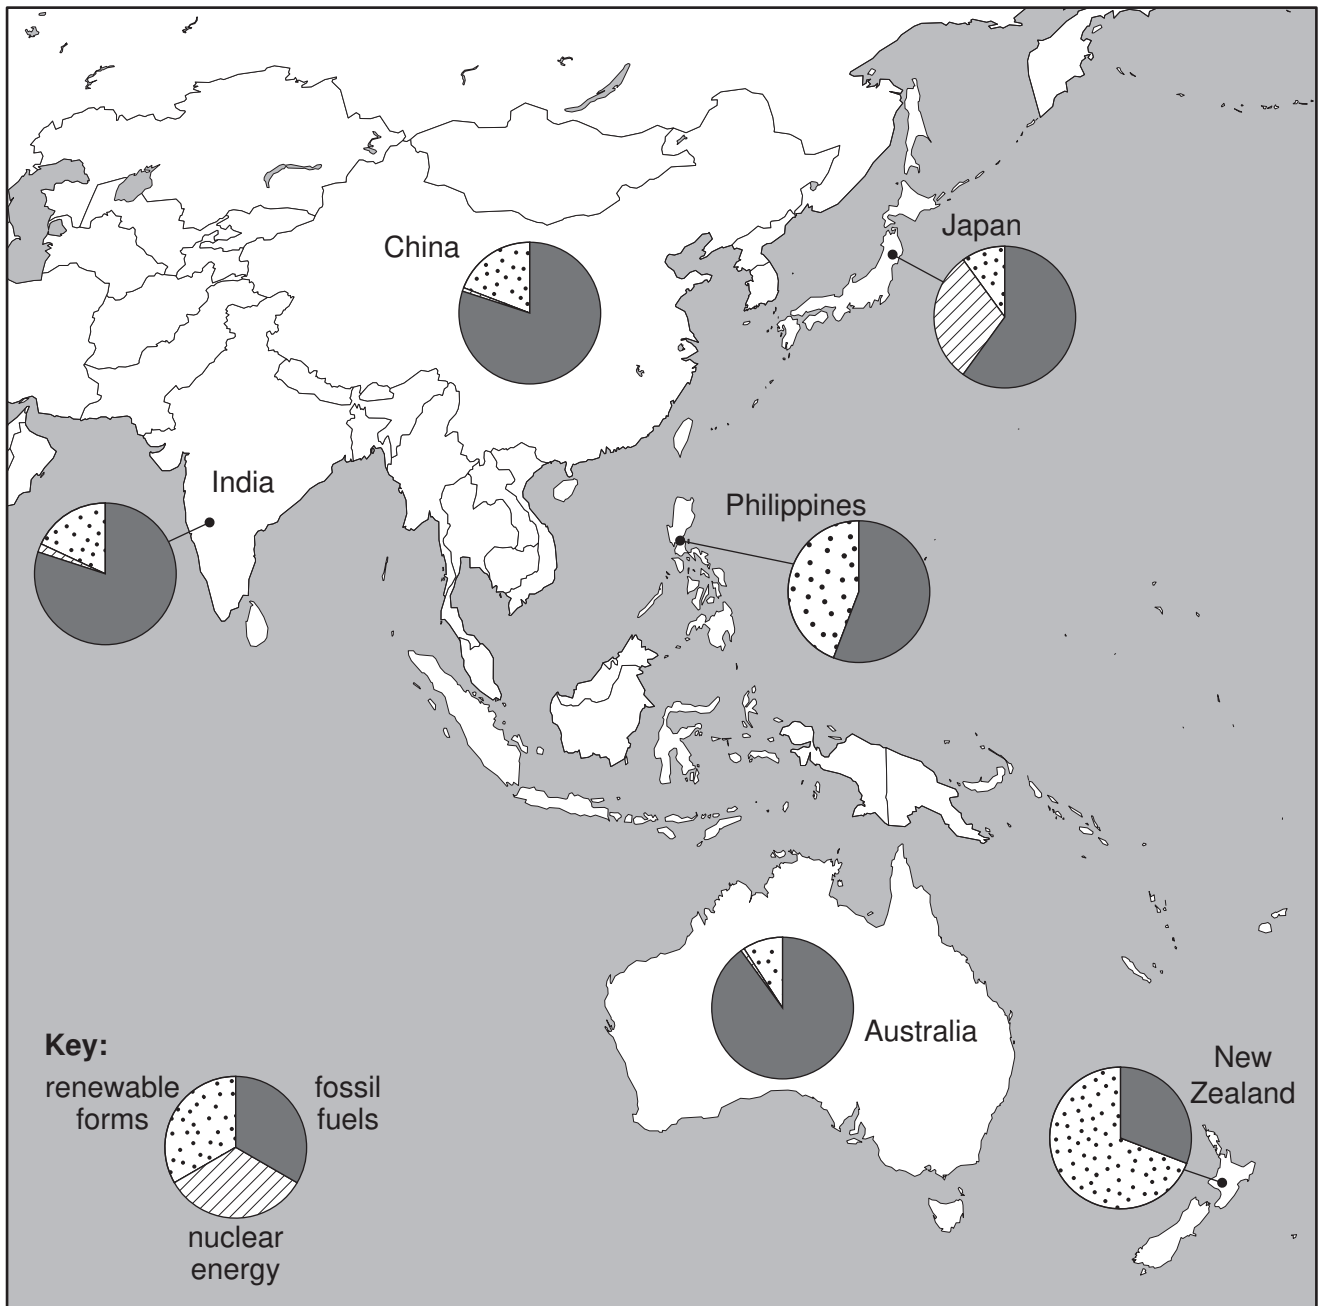 China
Japan
India
Philippines
Australia
New
Zealand
Key:
renewable
forms
fossil
fuels
nuclear
energy